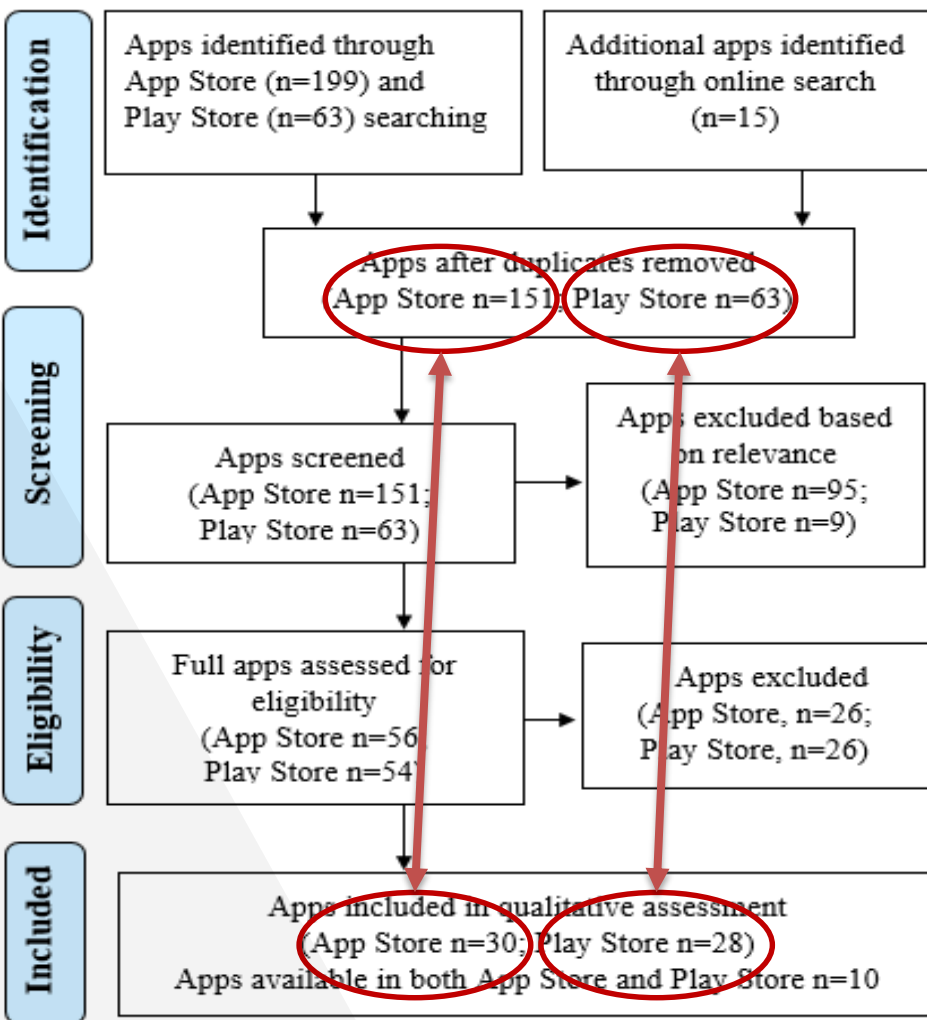 Identification
Apps identified through
App Store (n=199) and
Play Store (n=63) searching
Additional apps identified
through online search
(n=15)
Apps after duplicates removed
(App Store n=151; Play Store n=63)
Screening
Apps screened
(App Store n=151;
Play Store n=63)
Apps excluded based
on relevance
(App Store n=95;
Play Store n=9)
Eligibility
Full apps assessed for
eligibility
(App Store n=56;
Play Store n=54)
Apps excluded
(App Store, n=26;
Play Store, n=26)
Included
Apps included in qualitative assessment
(App Store n=30; Play Store n=28)
Apps available in both App Store and Play Store n=10